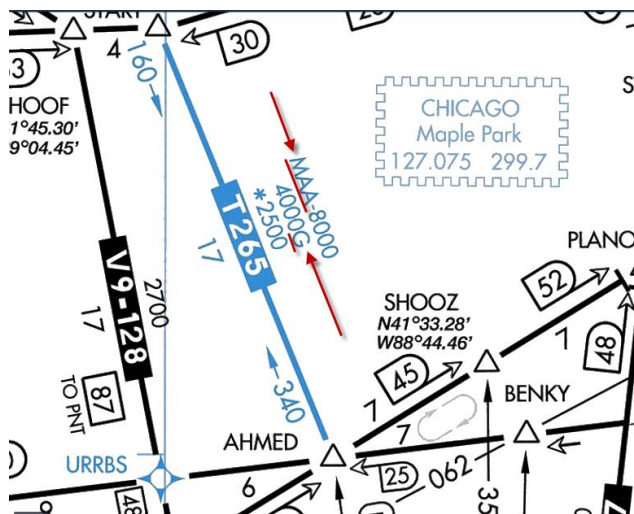 START
4
30
33
160
HOOF
1°45.30'
9°04.45'
CHICAGO
Maple Park
127.075 299.7
MAA-8000
4000G
*2500
T265
17
V9-128
17
2700
PLANO
SHOOZ
N41°33.28'
W88°44.46'
52
7
48
45
7
BENKY
340
87
TO PNT
AHMED
7
URRBS
6
25
062
48
35